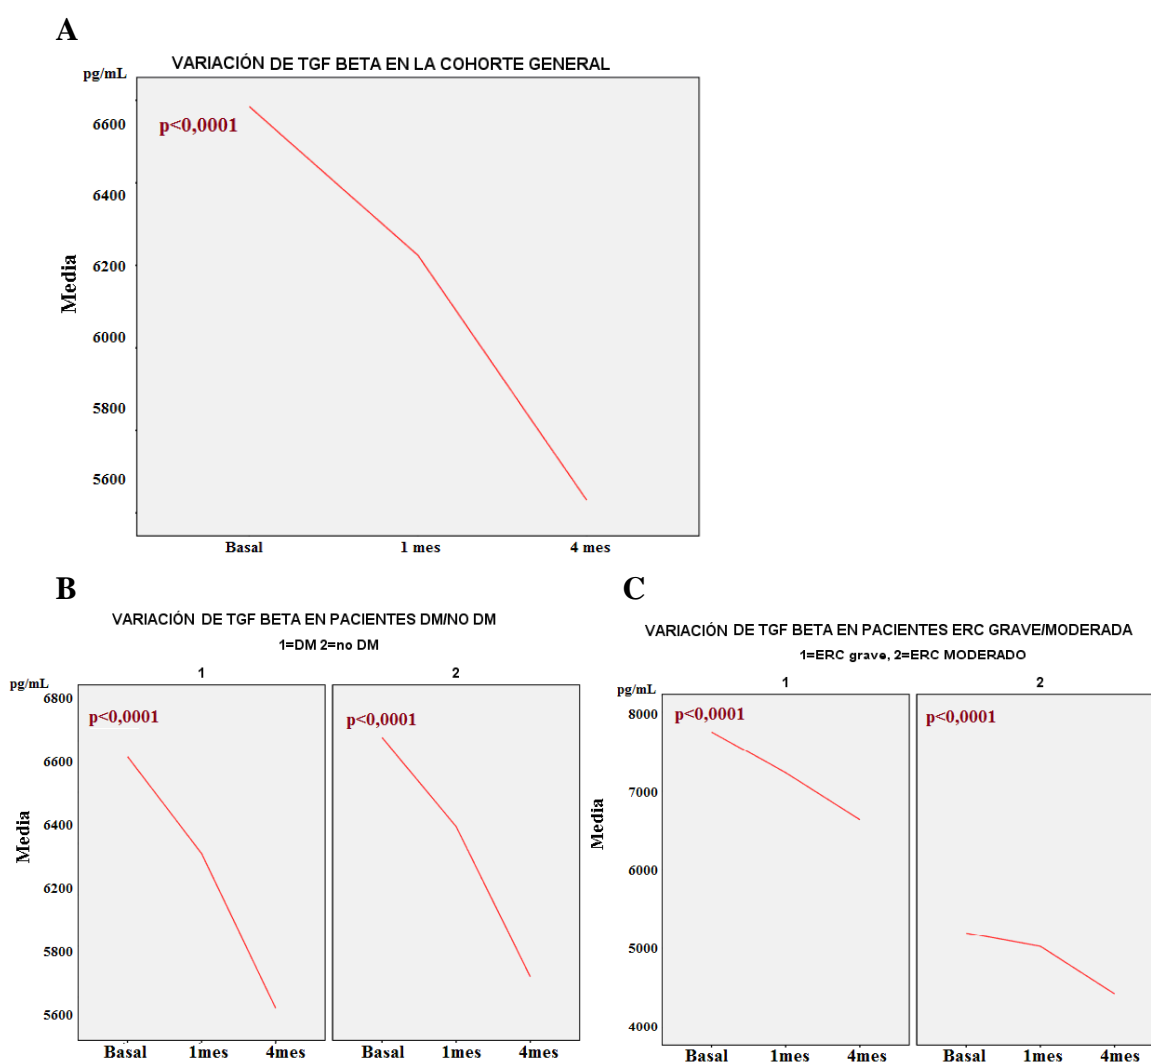 A
VARIACIÓN DE TGF BETA EN LA COHORTE GENERAL
pg/mL
p<0,0001
6600
6400
6200
6000
5800
5600
Media
Basal 1 mes 4 mes
B
VARIACIÓN DE TGF BETA EN PACIENTES DM/NO DM
1=DM 2=no DM
1 2
pg/mL
6800
6600
6400
6200
5800
5600
p<0,0001 p<0,0001
Media
Basal 1mes 4mes Basal 1mes 4mes
C
VARIACIÓN DE TGF BETA EN PACIENTES ERC GRAVE/MODERADA
1=ERC grave, 2=ERC MODERADO
1 2
pg/mL
8000
7000
6000
5000
4000
p<0,0001 p<0,0001
Media
Basal 1mes 4mes Basal 1mes 4mes